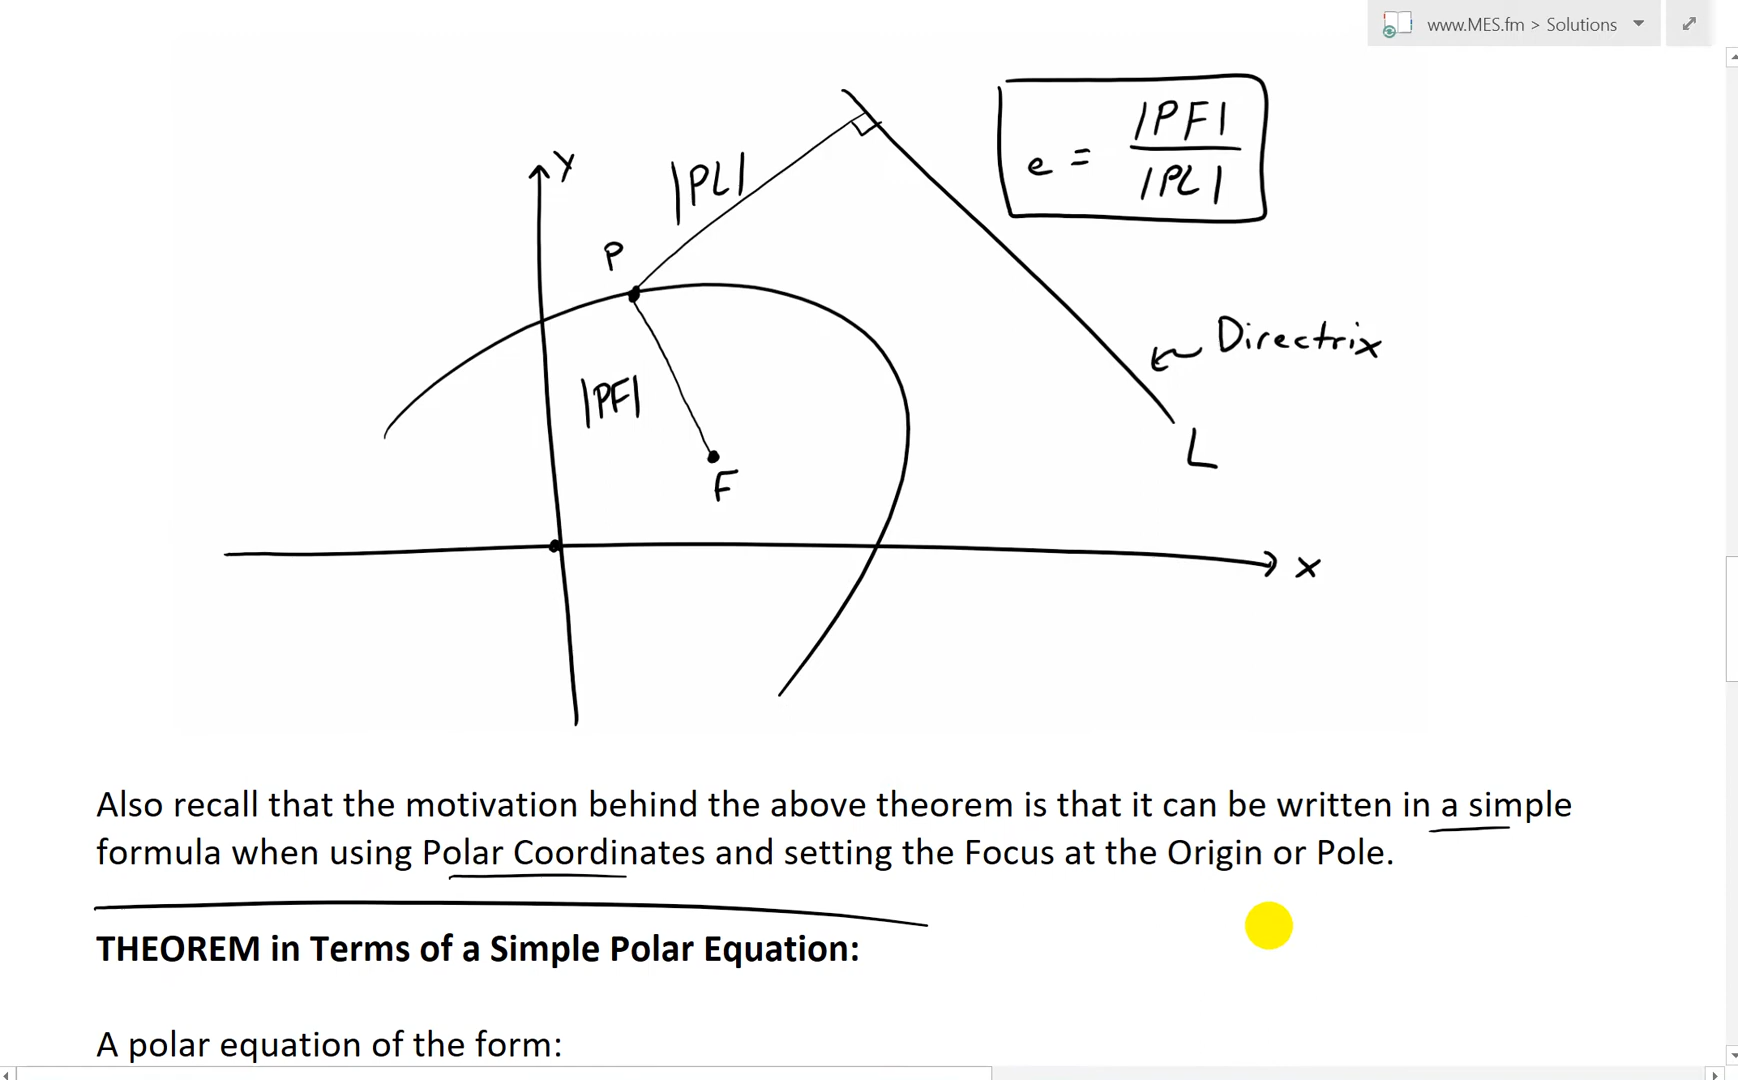 www.MES.fm > Solutions
Y
|PL|
P
e = |PF| / |PL|
Directrix
|PF|
F
L
x
Also recall that the motivation behind the above theorem is that it can be written in a simple
formula when using Polar Coordinates and setting the Focus at the Origin or Pole.
THEOREM in Terms of a Simple Polar Equation:
A polar equation of the form: